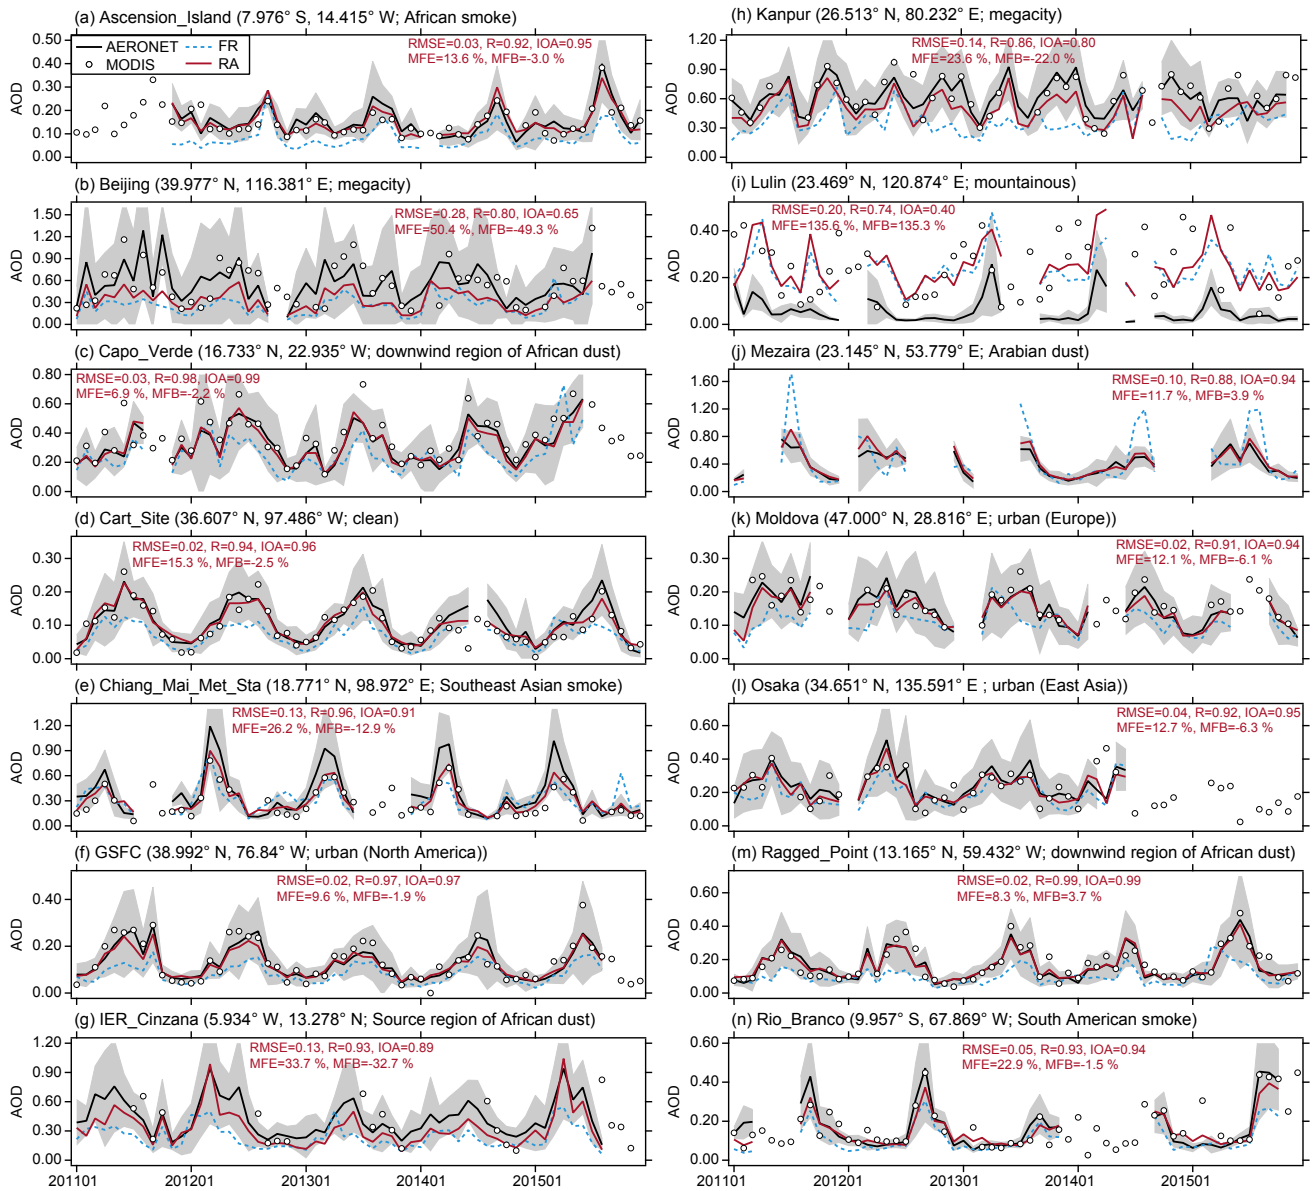 (a) Ascension_Island (7.976° S, 14.415° W; African smoke)
AERONET
FR
MODIS
RA
RMSE=0.03, R=0.92, IOA=0.95
MFE=13.6 %, MFB=-3.0 %
AOD
0.50
0.40
0.30
0.20
0.10
0.00
(b) Beijing (39.977° N, 116.381° E; megacity)
RMSE=0.28, R=0.80, IOA=0.65
MFE=50.4 %, MFB=-49.3 %
AOD
1.50
1.20
0.90
0.60
0.30
0.00
(c) Capo_Verde (16.733° N, 22.935° W; downwind region of African dust)
RMSE=0.03, R=0.98, IOA=0.99
MFE=6.9 %, MFB=-2.2 %
AOD
0.80
0.60
0.40
0.20
0.00
(d) Cart_Site (36.607° N, 97.486° W; clean)
RMSE=0.02, R=0.94, IOA=0.96
MFE=15.3 %, MFB=-2.5 %
AOD
0.30
0.20
0.10
0.00
(e) Chiang_Mai_Met_Sta (18.771° N, 98.972° E; Southeast Asian smoke)
RMSE=0.13, R=0.96, IOA=0.91
MFE=26.2 %, MFB=-12.9 %
AOD
1.20
0.90
0.60
0.30
0.00
(f) GSFC (38.992° N, 76.84° W; urban (North America))
RMSE=0.02, R=0.97, IOA=0.97
MFE=9.6 %, MFB=-1.9 %
AOD
0.40
0.20
0.00
(g) IER_Cinzana (5.934° W, 13.278° N; Source region of African dust)
RMSE=0.13, R=0.93, IOA=0.89
MFE=33.7 %, MFB=-32.7 %
AOD
1.20
0.90
0.60
0.30
0.00
201101
201201
201301
201401
201501
(h) Kanpur (26.513° N, 80.232° E; megacity)
RMSE=0.14, R=0.86, IOA=0.80
MFE=23.6 %, MFB=-22.0 %
AOD
1.20
0.90
0.60
0.30
0.00
(i) Lulin (23.469° N, 120.874° E; mountainous)
RMSE=0.20, R=0.74, IOA=0.40
MFE=135.6 %, MFB=135.3 %
AOD
0.40
0.20
0.00
(j) Mezaira (23.145° N, 53.779° E; Arabian dust)
RMSE=0.10, R=0.88, IOA=0.94
MFE=11.7 %, MFB=3.9 %
AOD
1.60
1.20
0.80
0.40
0.00
(k) Moldova (47.000° N, 28.816° E; urban (Europe))
RMSE=0.02, R=0.91, IOA=0.94
MFE=12.1 %, MFB=-6.1 %
AOD
0.30
0.20
0.10
0.00
(l) Osaka (34.651° N, 135.591° E ; urban (East Asia))
RMSE=0.04, R=0.92, IOA=0.95
MFE=12.7 %, MFB=-6.3 %
AOD
0.60
0.40
0.20
0.00
(m) Ragged_Point (13.165° N, 59.432° W; downwind region of African dust)
RMSE=0.02, R=0.99, IOA=0.99
MFE=8.3 %, MFB=3.7 %
AOD
0.60
0.40
0.20
0.00
(n) Rio_Branco (9.957° S, 67.869° W; South American smoke)
RMSE=0.05, R=0.93, IOA=0.94
MFE=22.9 %, MFB=-1.5 %
AOD
0.60
0.40
0.20
0.00
201101
201201
201301
201401
201501